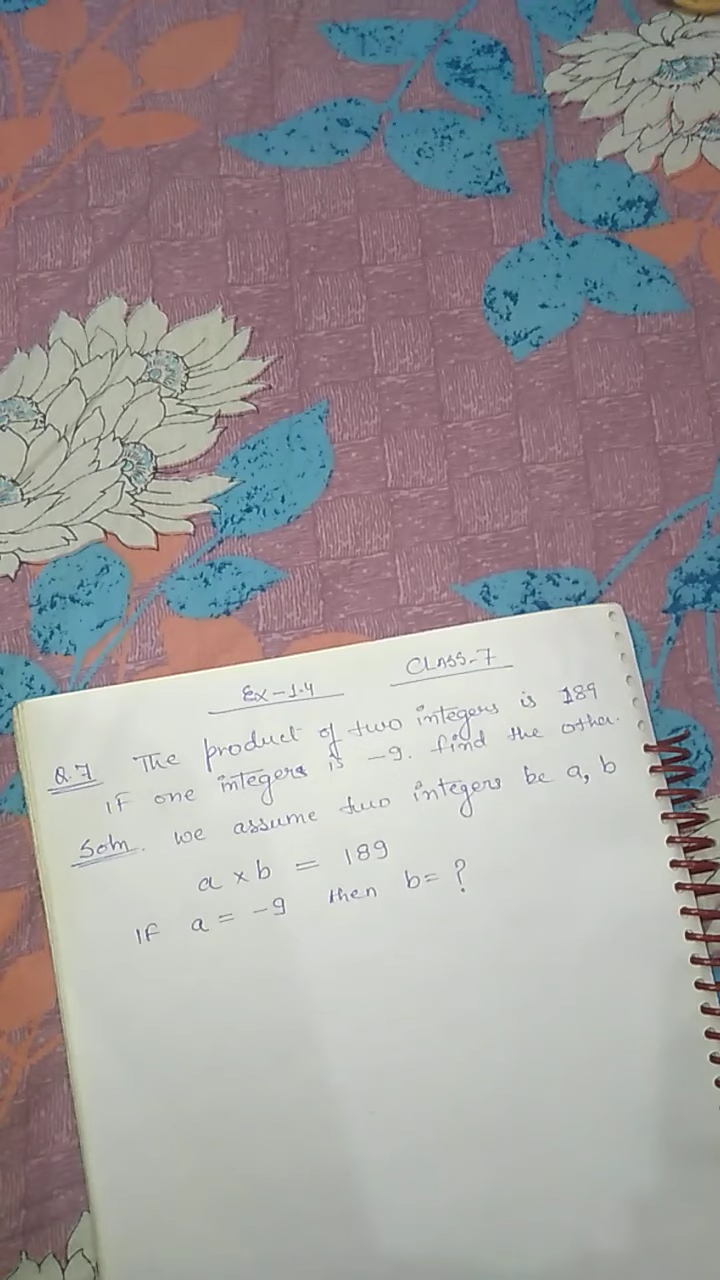 Ex-1.4 CLASS-7
Q.7 The product of two integers is 189
IF one integers is -9. find the other.
Soln. we assume two integers be a, b
a x b = 189
IF a = -9 then b= ?